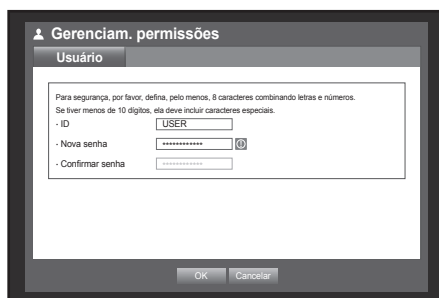 Gerenciam. permissões
Usuário
Para segurança, por favor, defina, pelo menos, 8 caracteres combinando letras e números.
Se tiver menos de 10 dígitos, ela deve incluir caracteres especiais.
- ID USER
- Nova senha ************
- Confirmar senha ************
OK Cancelar